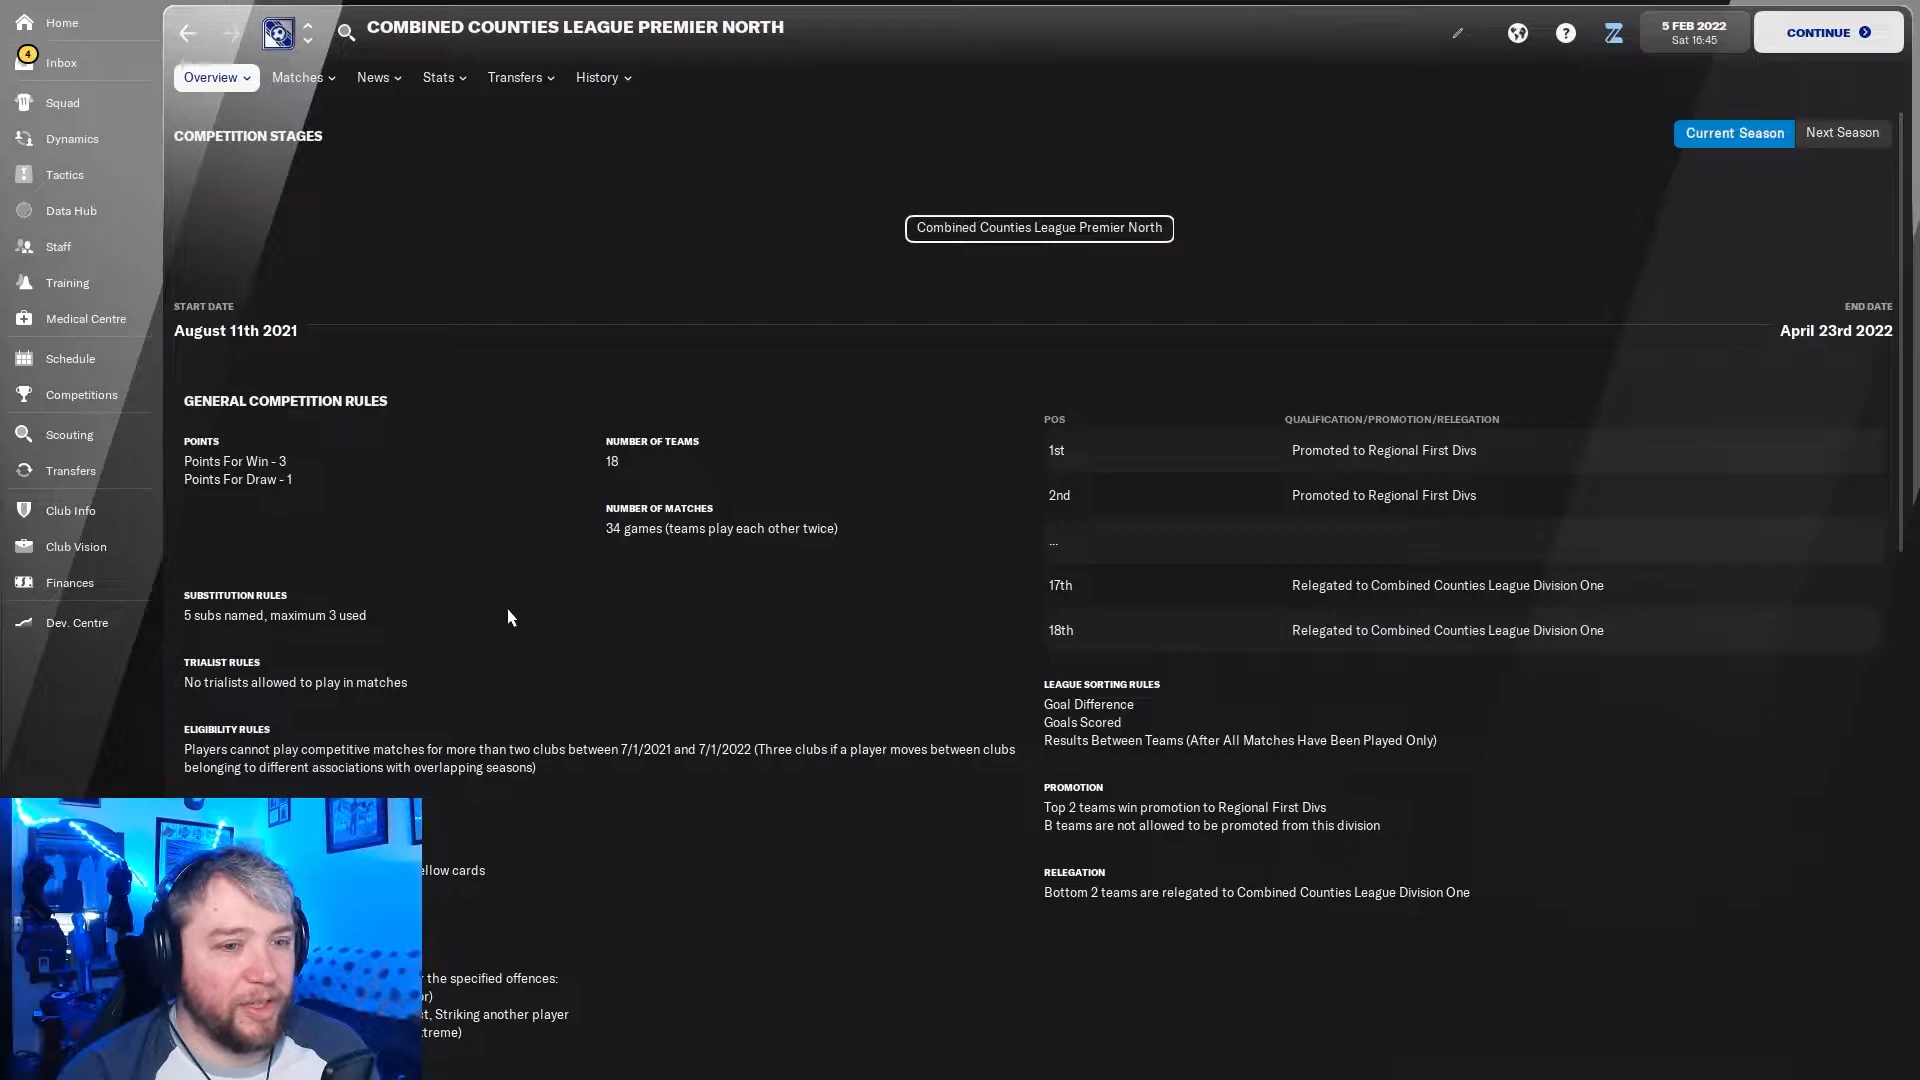 Home
4
Inbox
Squad
Dynamics
Tactics
Data Hub
Staff
Training
Medical Centre
Schedule
Competitions
Scouting
Transfers
Club Info
Club Vision
Finances
Dev. Centre
COMBINED COUNTIES LEAGUE PREMIER NORTH
5 FEB 2022
Sat 16:45
CONTINUE
Overview
Matches
News
Stats
Transfers
History
COMPETITION STAGES
Current Season
Next Season
Combined Counties League Premier North
START DATE
August 11th 2021
END DATE
April 23rd 2022
GENERAL COMPETITION RULES
POINTS
Points For Win - 3
Points For Draw - 1
NUMBER OF TEAMS
18
NUMBER OF MATCHES
34 games (teams play each other twice)
SUBSTITUTION RULES
5 subs named, maximum 3 used
TRIALIST RULES
No trialists allowed to play in matches
ELIGIBILITY RULES
Players cannot play competitive matches for more than two clubs between 7/1/2021 and 7/1/2022 (Three clubs if a player moves between clubs
belonging to different associations with overlapping seasons)
ellow cards
the specified offences:
st, Striking another player
xtreme)
POS QUALIFICATION/PROMOTION/RELEGATION
1st Promoted to Regional First Divs
2nd Promoted to Regional First Divs
...
17th Relegated to Combined Counties League Division One
18th Relegated to Combined Counties League Division One
LEAGUE SORTING RULES
Goal Difference
Goals Scored
Results Between Teams (After All Matches Have Been Played Only)
PROMOTION
Top 2 teams win promotion to Regional First Divs
B teams are not allowed to be promoted from this division
RELEGATION
Bottom 2 teams are relegated to Combined Counties League Division One